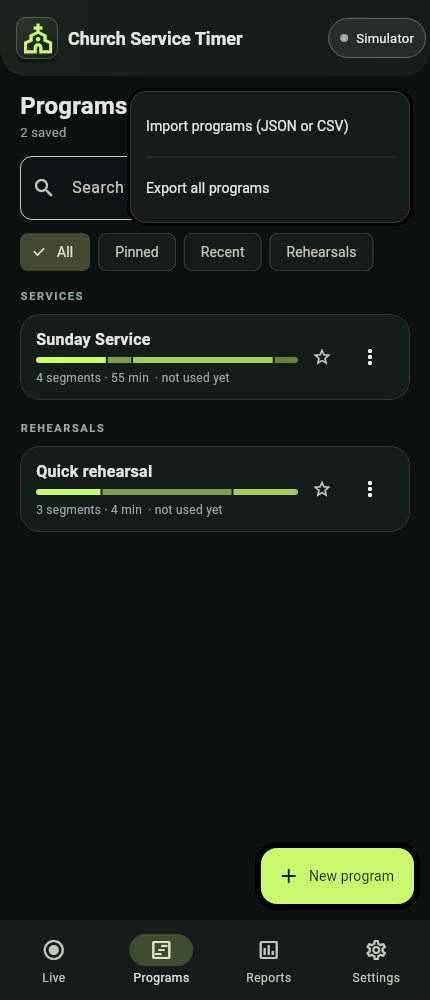 Church Service Timer
Simulator
Programs
2 saved
Import programs (JSON or CSV)
Export all programs
Search
All
Pinned
Recent
Rehearsals
SERVICES
Sunday Service
4 segments · 55 min · not used yet
REHEARSALS
Quick rehearsal
3 segments · 4 min · not used yet
New program
Live
Programs
Reports
Settings